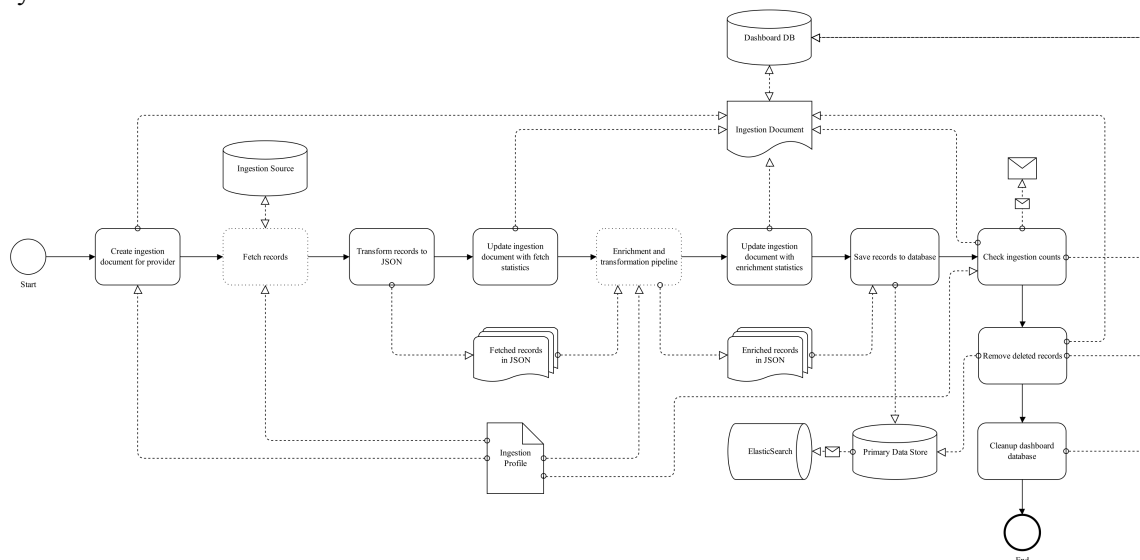 Dashboard DB
Ingestion Document
Ingestion Source
Start
Create ingestion
document for provider
Fetch records
Transform records to
JSON
Update ingestion
document with fetch
statistics
Enrichment and
transformation pipeline
Update ingestion
document with
enrichment statistics
Save records to database
Check ingestion counts
Fetched records
in JSON
Enriched records
in JSON
Remove deleted records
Ingestion
Profile
ElasticSearch
Primary Data Store
Cleanup dashboard
database
End